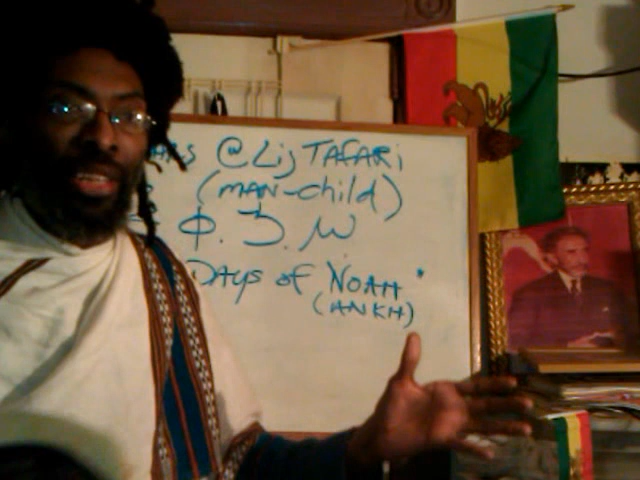 @ Lij TAFARi
(MAN-child)
ቀ. ኃ. ሥ
DAys of NOAH"
(ANKH)